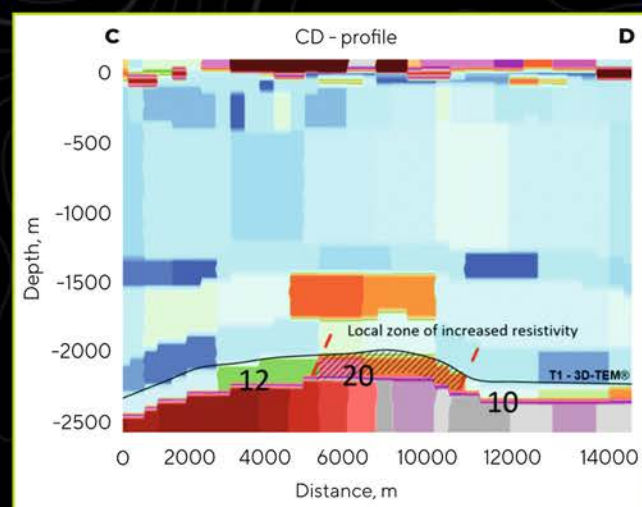 C CD - profile D
0
-500
-1000
-1500
-2000
-2500
Depth, m
Local zone of increased resistivity
T1 - 3D-TEM®
12 20 10
0 2000 4000 6000 8000 10000 12000 14000
Distance, m